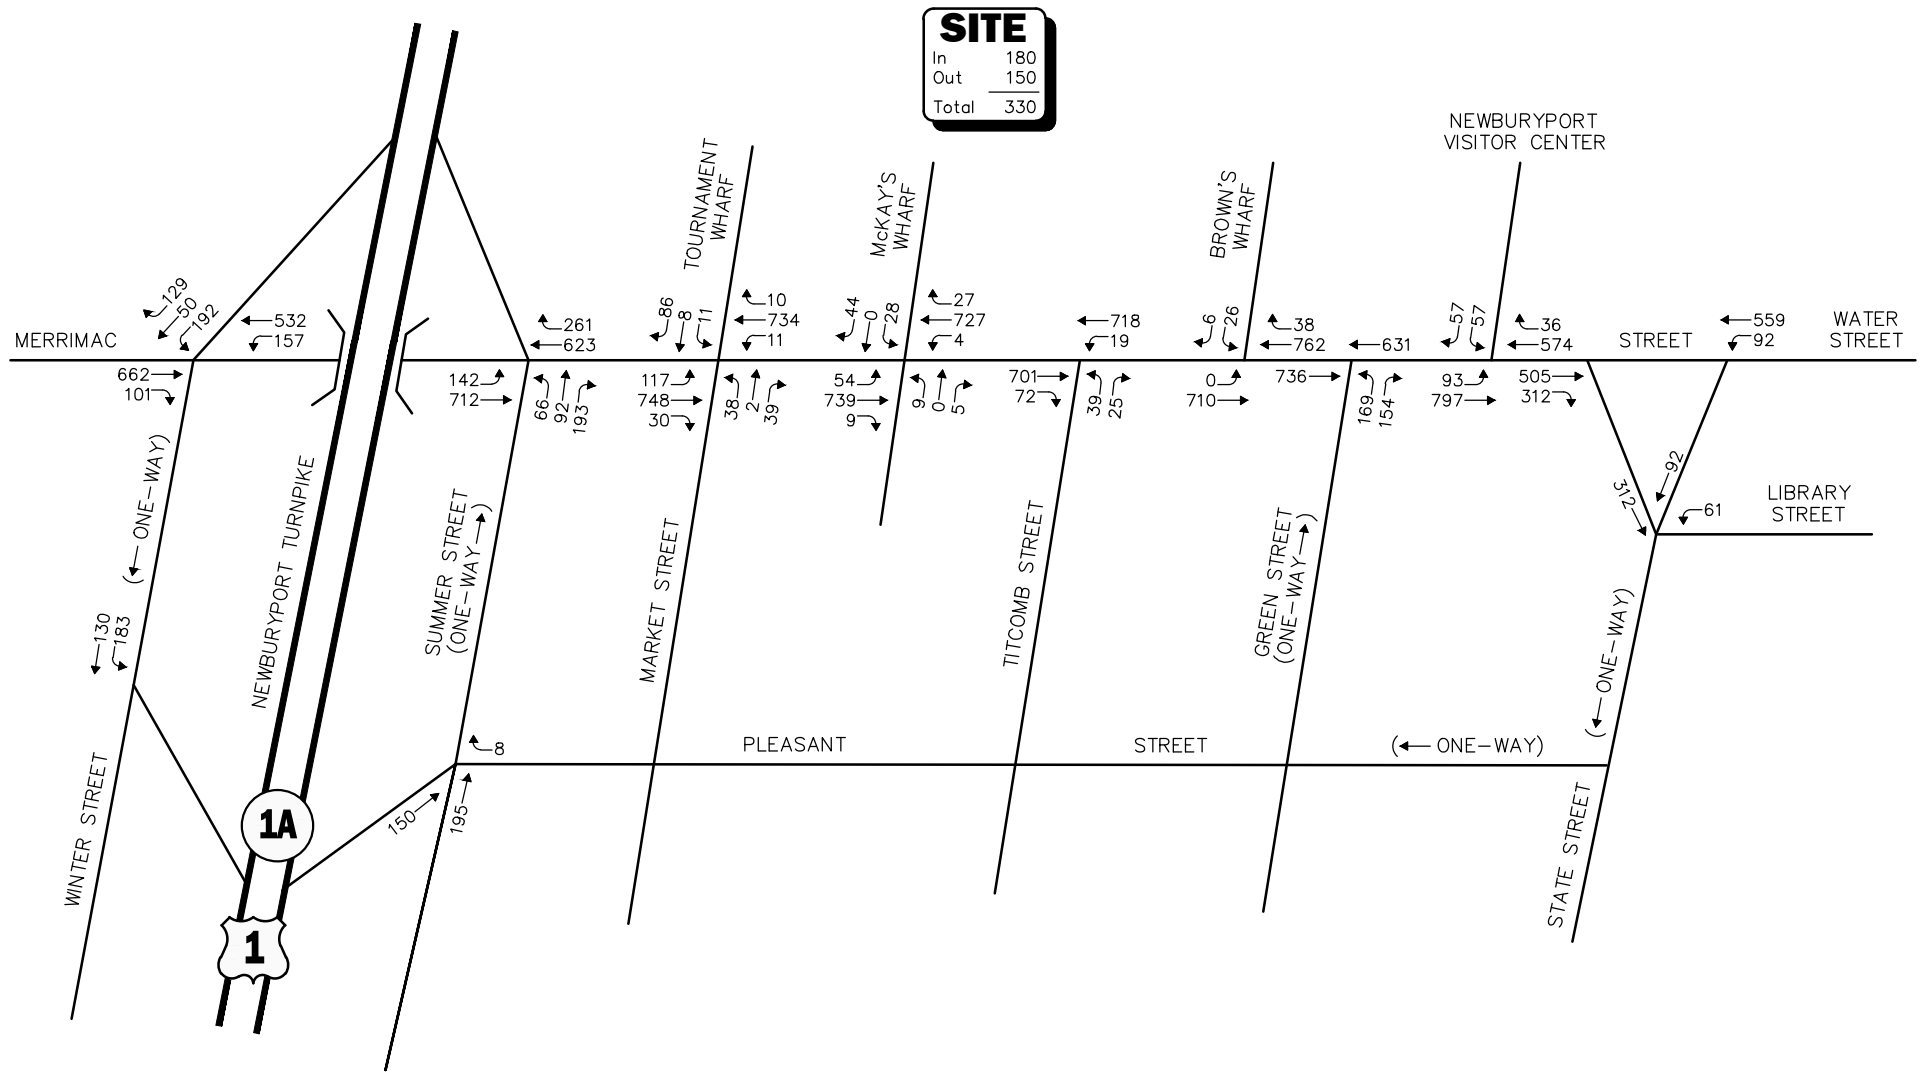 SITE
In 180
Out 150
Total 330
NEWBURYPORT
VISITOR CENTER
TOURNAMENT
WHARF
McKAY'S
WHARF
BROWN'S
WHARF
129
50
192
532
157
MERRIMAC
662
101
261
623
142
712
66
92
193
86
8
11
10
734
11
117
748
30
38
2
39
44
0
28
27
727
4
54
739
9
9
0
5
718
19
701
72
39
25
6
26
38
762
0
710
631
736
169
154
57
57
36
574
93
797
STREET
505
312
559
92
WATER
STREET
312
92
61
LIBRARY
STREET
(← ONE-WAY)
NEWBURYPORT TURNPIKE
SUMMER STREET
(ONE-WAY→)
MARKET STREET
TITCOMB STREET
GREEN STREET
(ONE-WAY→)
(← ONE-WAY)
130
183
8
PLEASANT
STREET
(← ONE-WAY)
150
195
WINTER STREET
STATE STREET
1A
1